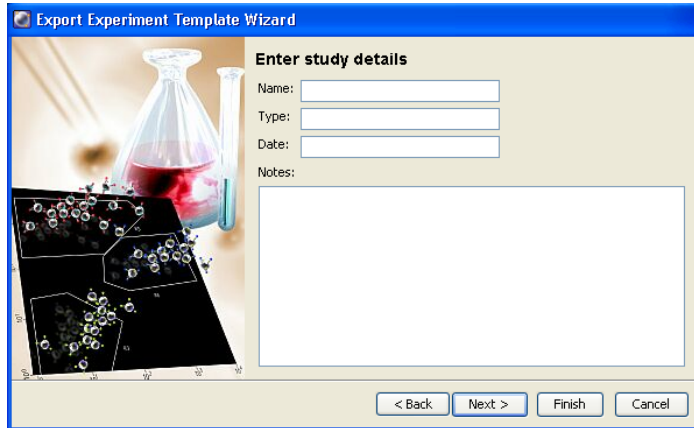 Export Experiment Template Wizard
Enter study details
Name:
Type:
Date:
Notes:
< Back
Next >
Finish
Cancel